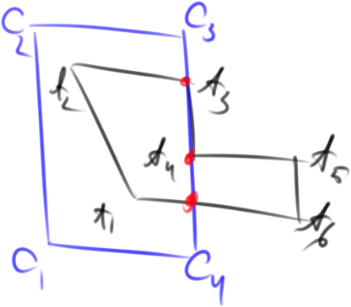 C₂ C₃
A₂ A₃
A₄ A₅
A₁ A₆
C₁ C₄